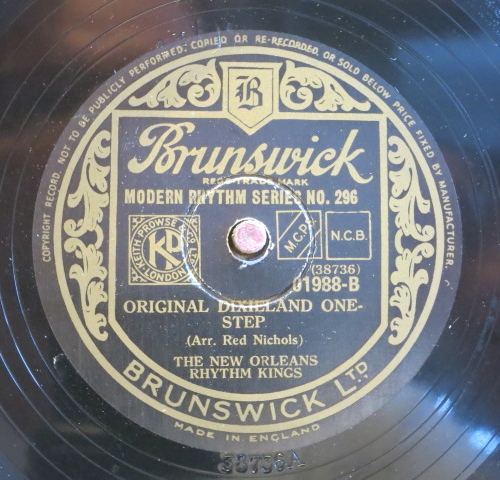 COPYRIGHT RECORD. NOT TO BE PUBLICLY PERFORMED, COPIED OR RE-RECORDED, OR SOLD BELOW PRICE FIXED BY MANUFACTURER.
B
Brunswick
REGD TRADE MARK
MODERN RHYTHM SERIES NO. 296
KEITH PROWSE & CO LTD
KP
LONDON
M.C.P.S
N.C.B.
(38736)
01988-B
ORIGINAL DIXIELAND ONE-
STEP
(Arr. Red Nichols)
THE NEW ORLEANS
RHYTHM KINGS
BRUNSWICK LTD
MADE IN ENGLAND
38736A